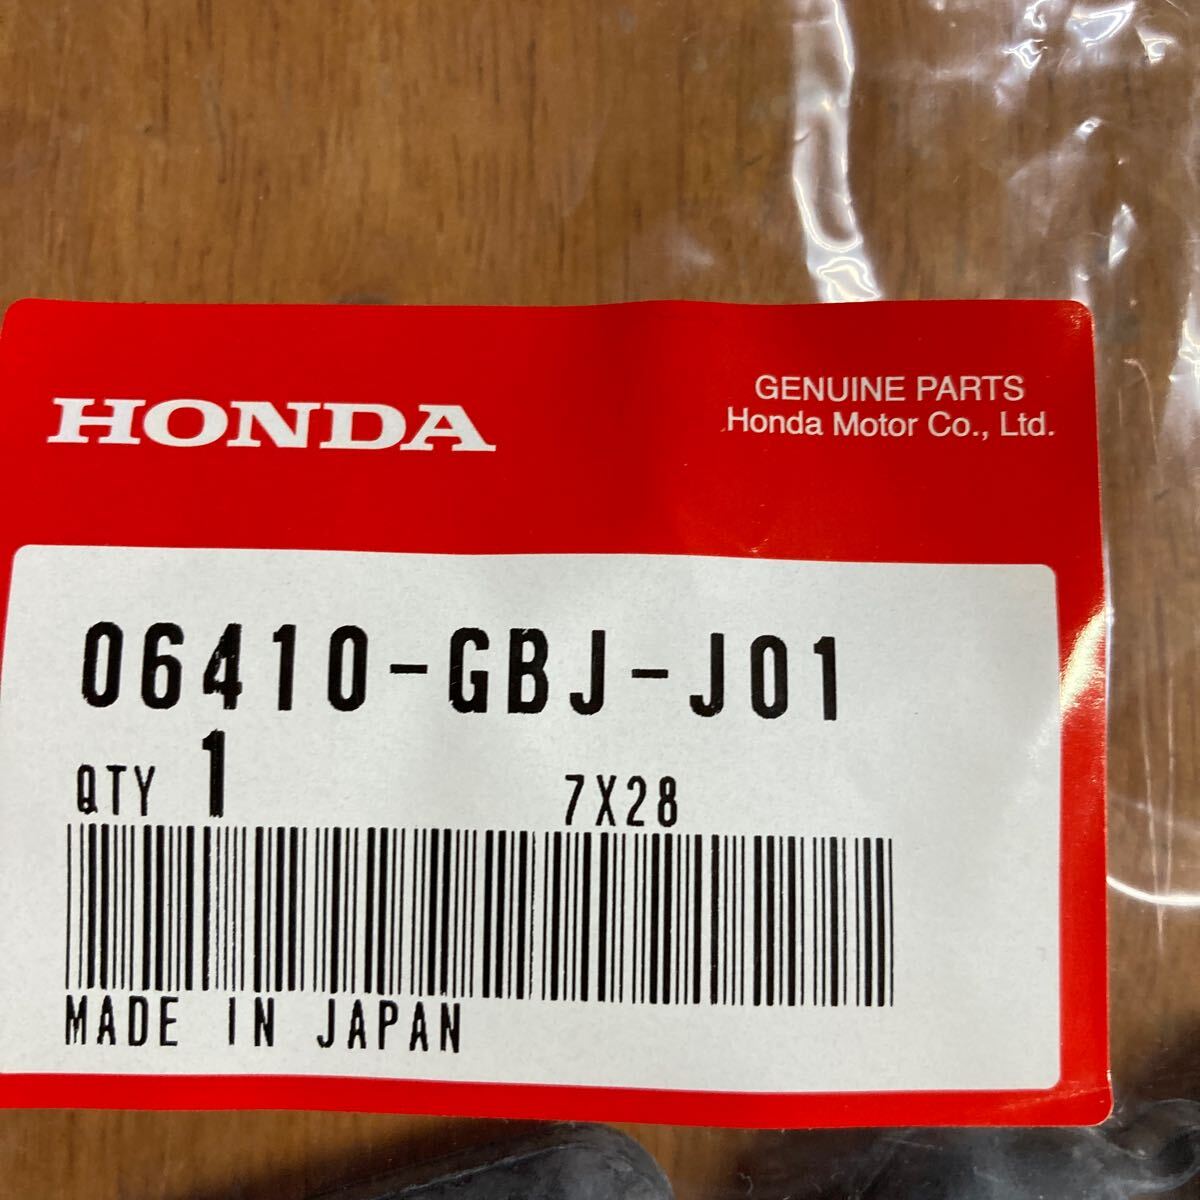 HONDA
GENUINE PARTS
Honda Motor Co., Ltd.
06410-GBJ-J01
QTY 1 7X28
MADE IN JAPAN